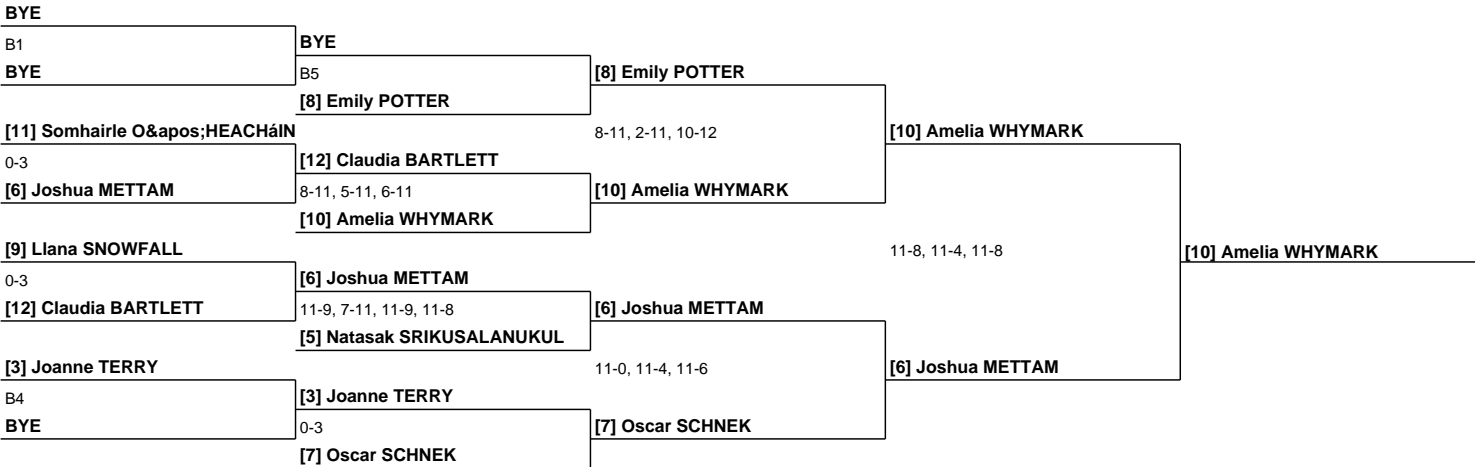 BYE
B1
BYE
BYE
B5
[8] Emily POTTER
[8] Emily POTTER
[11] Somhairle O&apos;HEACHáIN
0-3
[6] Joshua METTAM
[12] Claudia BARTLETT
8-11, 5-11, 6-11
[10] Amelia WHYMARK
8-11, 2-11, 10-12
[10] Amelia WHYMARK
[10] Amelia WHYMARK
[9] Llana SNOWFALL
0-3
[12] Claudia BARTLETT
[6] Joshua METTAM
11-9, 7-11, 11-9, 11-8
[5] Natasak SRIKUSALANUKUL
[6] Joshua METTAM
11-8, 11-4, 11-8
[10] Amelia WHYMARK
[3] Joanne TERRY
B4
BYE
[3] Joanne TERRY
0-3
[7] Oscar SCHNEK
11-0, 11-4, 11-6
[7] Oscar SCHNEK
[6] Joshua METTAM